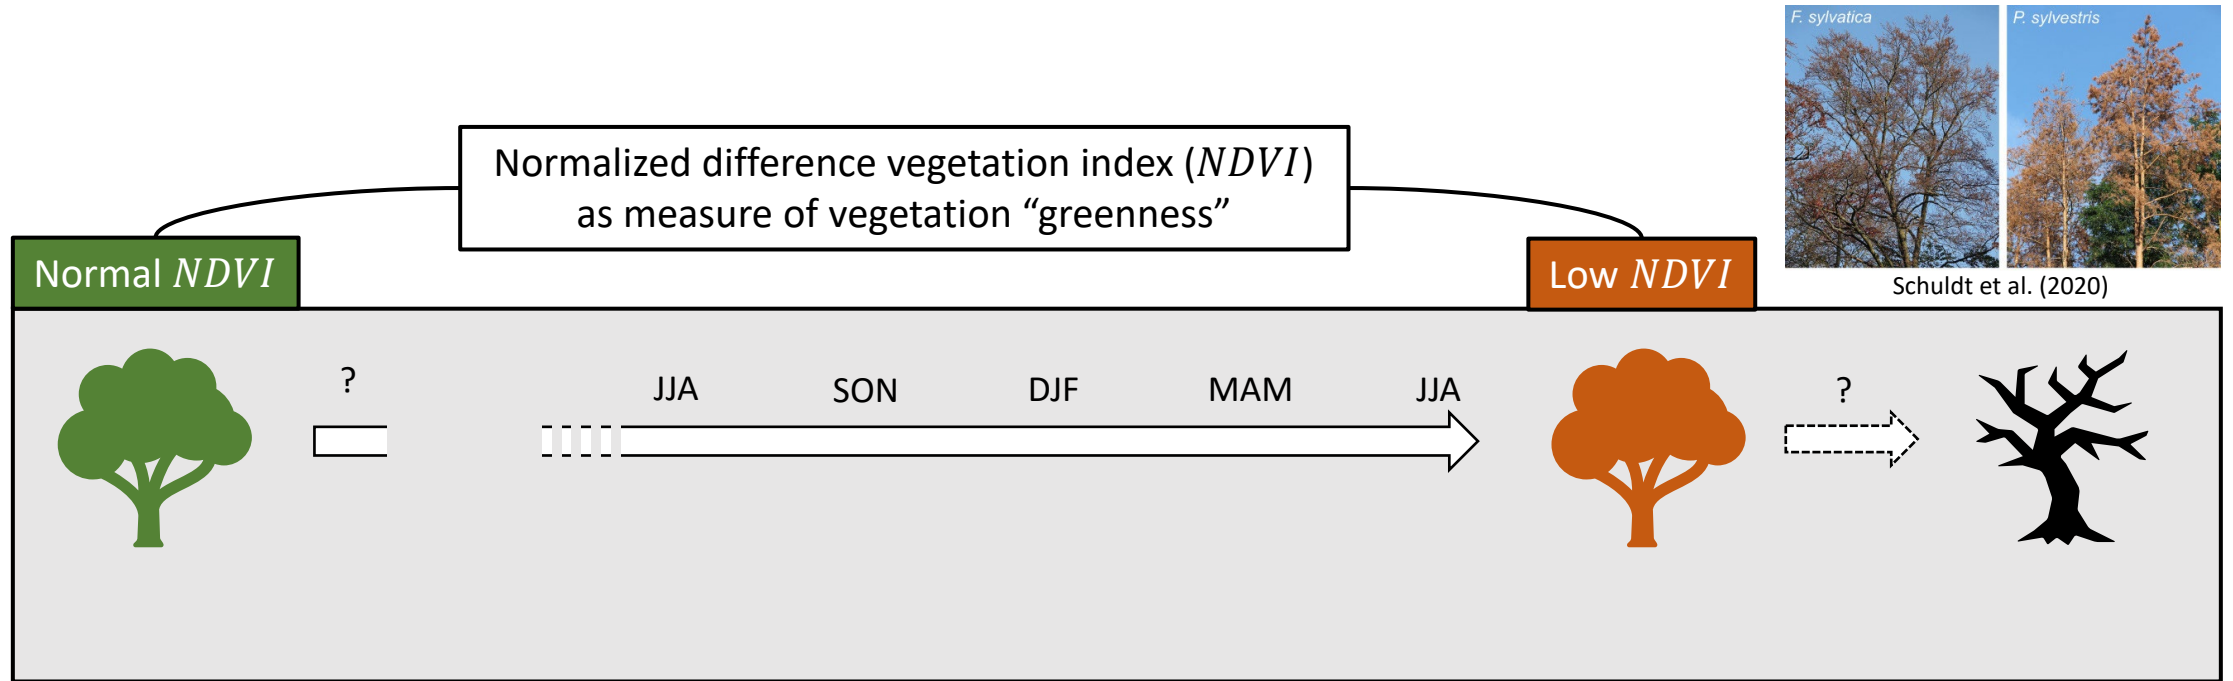 F. sylvatica
P. sylvestris
Normalized difference vegetation index (NDVI)
as measure of vegetation “greenness”
Normal NDVI
Low NDVI
Schuldt et al. (2020)
?
JJA
SON
DJF
MAM
JJA
?